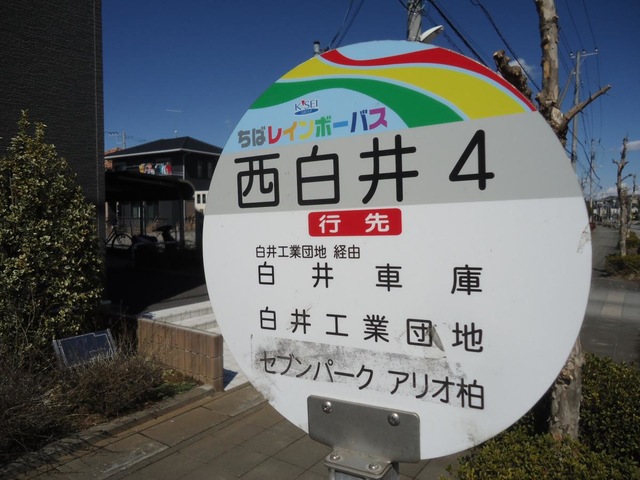 KSEI
ちばレインボーバス
西白井4
行先
白井工業団地 経由
白井車庫
白井工業団地
セブンパーク アリオ柏